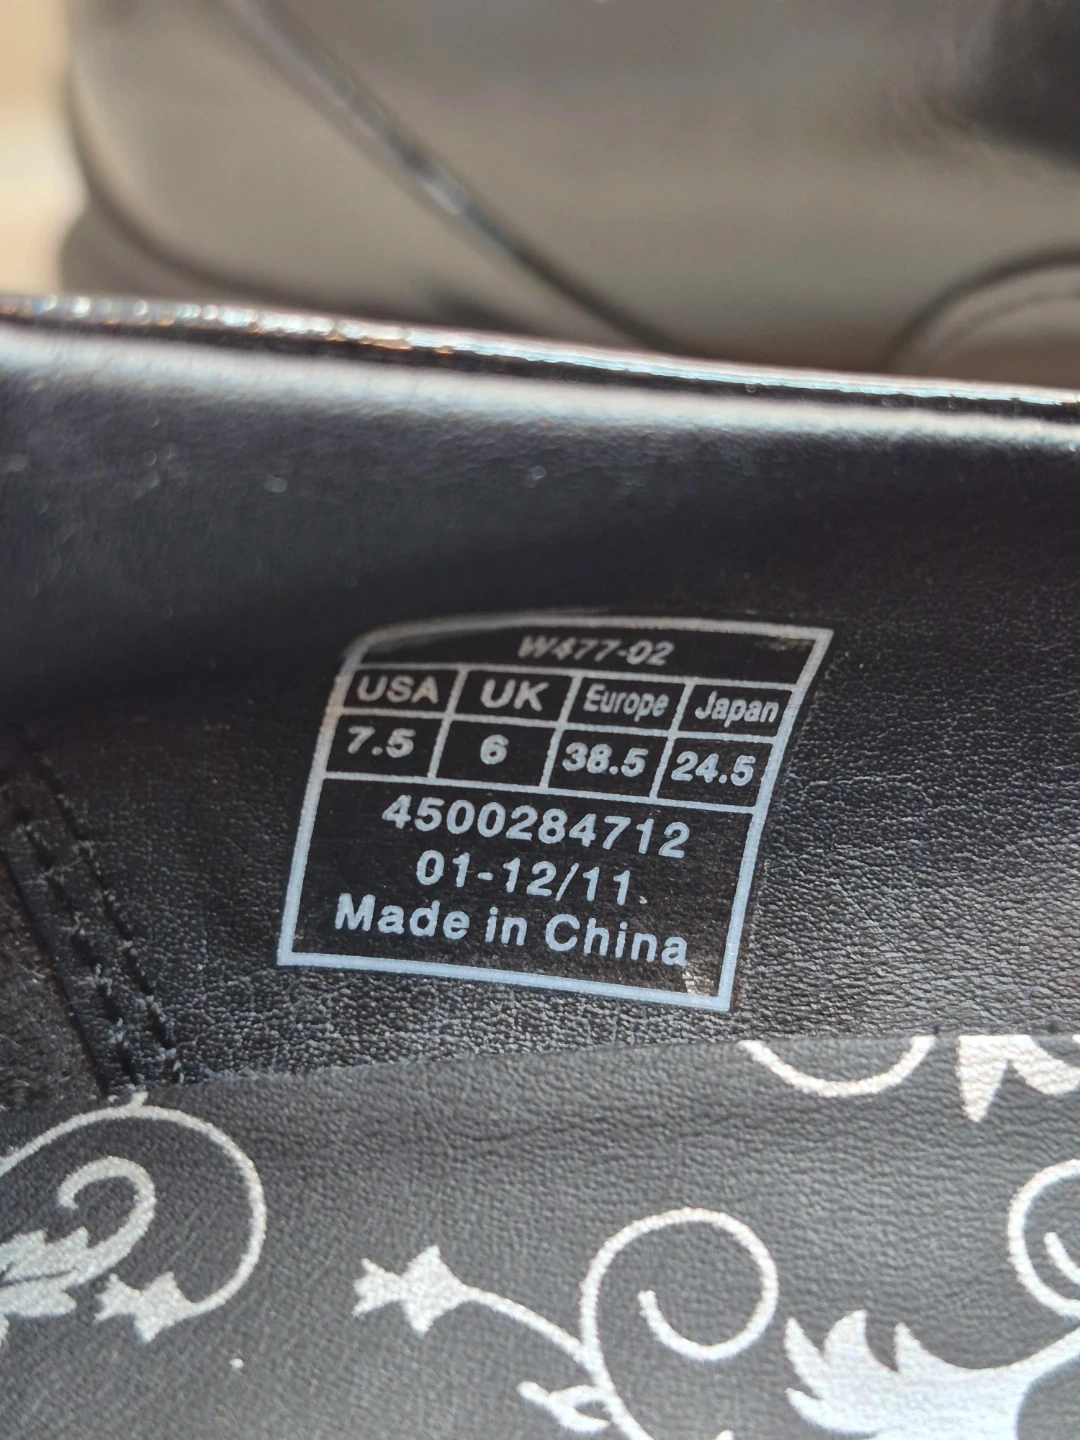 W477-02
USA UK Europe Japan
7.5 6 38.5 24.5
4500284712
01-12/11.
Made in China